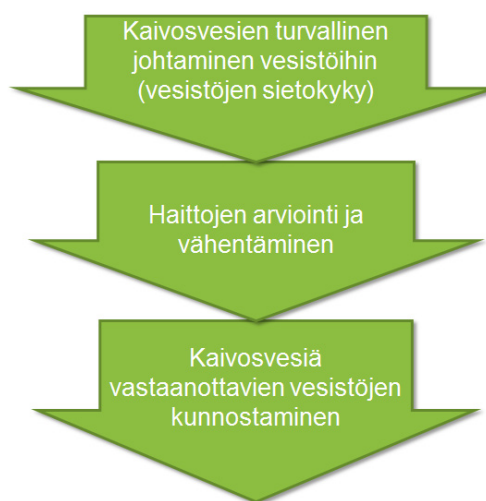 Kaivosvesien turvallinen
johtaminen vesistöihin
(vesistöjen sietokyky)
Haittojen arviointi ja
vähentäminen
Kaivosvesiä
vastaanottavien vesistöjen
kunnostaminen